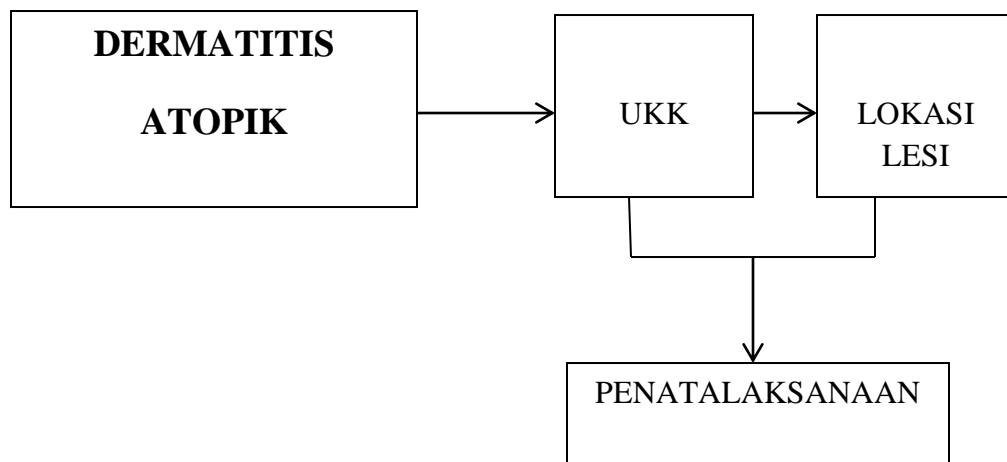 DERMATITIS
ATOPIK
UKK
LOKASI
LESI
PENATALAKSANAAN